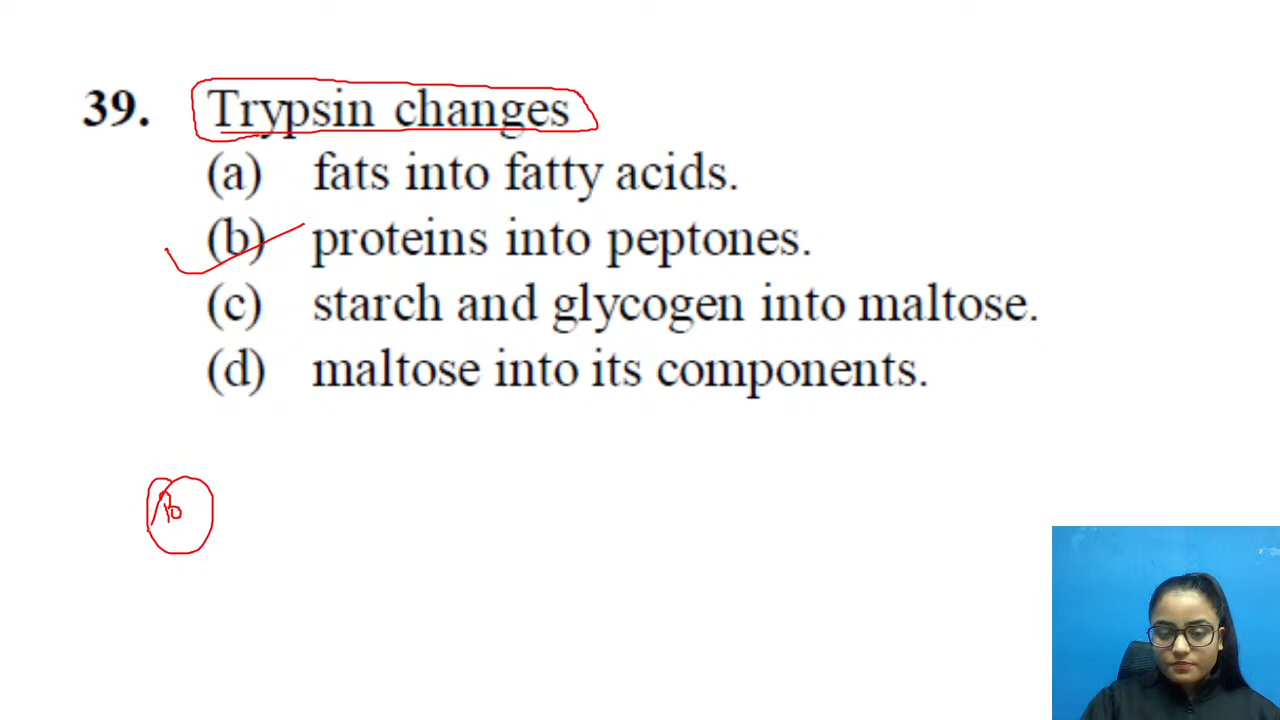 39. Trypsin changes
(a) fats into fatty acids.
(b) proteins into peptones.
(c) starch and glycogen into maltose.
(d) maltose into its components.